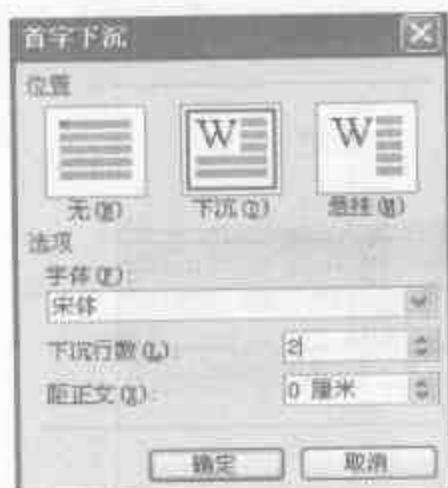 首字下沉
位置
W W
无(N) 下沉(D) 悬挂(M)
选项
字体(F):
宋体
下沉行数(L): 2
距正文(X): 0 厘米
确定 取消